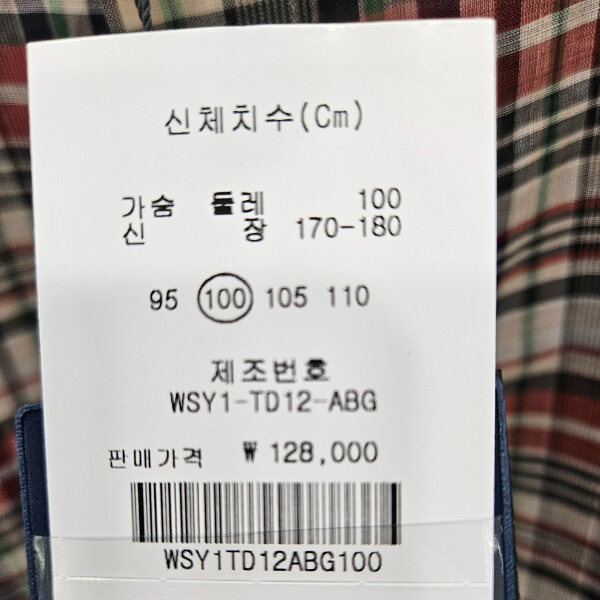 신체치수(Cm)
가슴 둘레 100
신 장 170-180
95 100 105 110
제조번호
WSY1-TD12-ABG
판매가격 ₩ 128,000
WSY1TD12ABG100